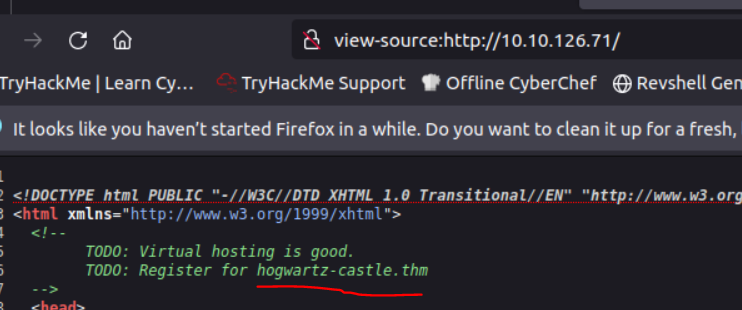 view-source:http://10.10.126.71/
TryHackMe | Learn Cy... TryHackMe Support Offline CyberChef Revshell Gen
It looks like you haven't started Firefox in a while. Do you want to clean it up for a fresh,
1
2 <!DOCTYPE html PUBLIC "-//W3C//DTD XHTML 1.0 Transitional//EN" "http://www.w3.org
3 <html xmlns="http://www.w3.org/1999/xhtml">
4 <!--
5 TODO: Virtual hosting is good.
6 TODO: Register for hogwartz-castle.thm
7 -->
8 <head>